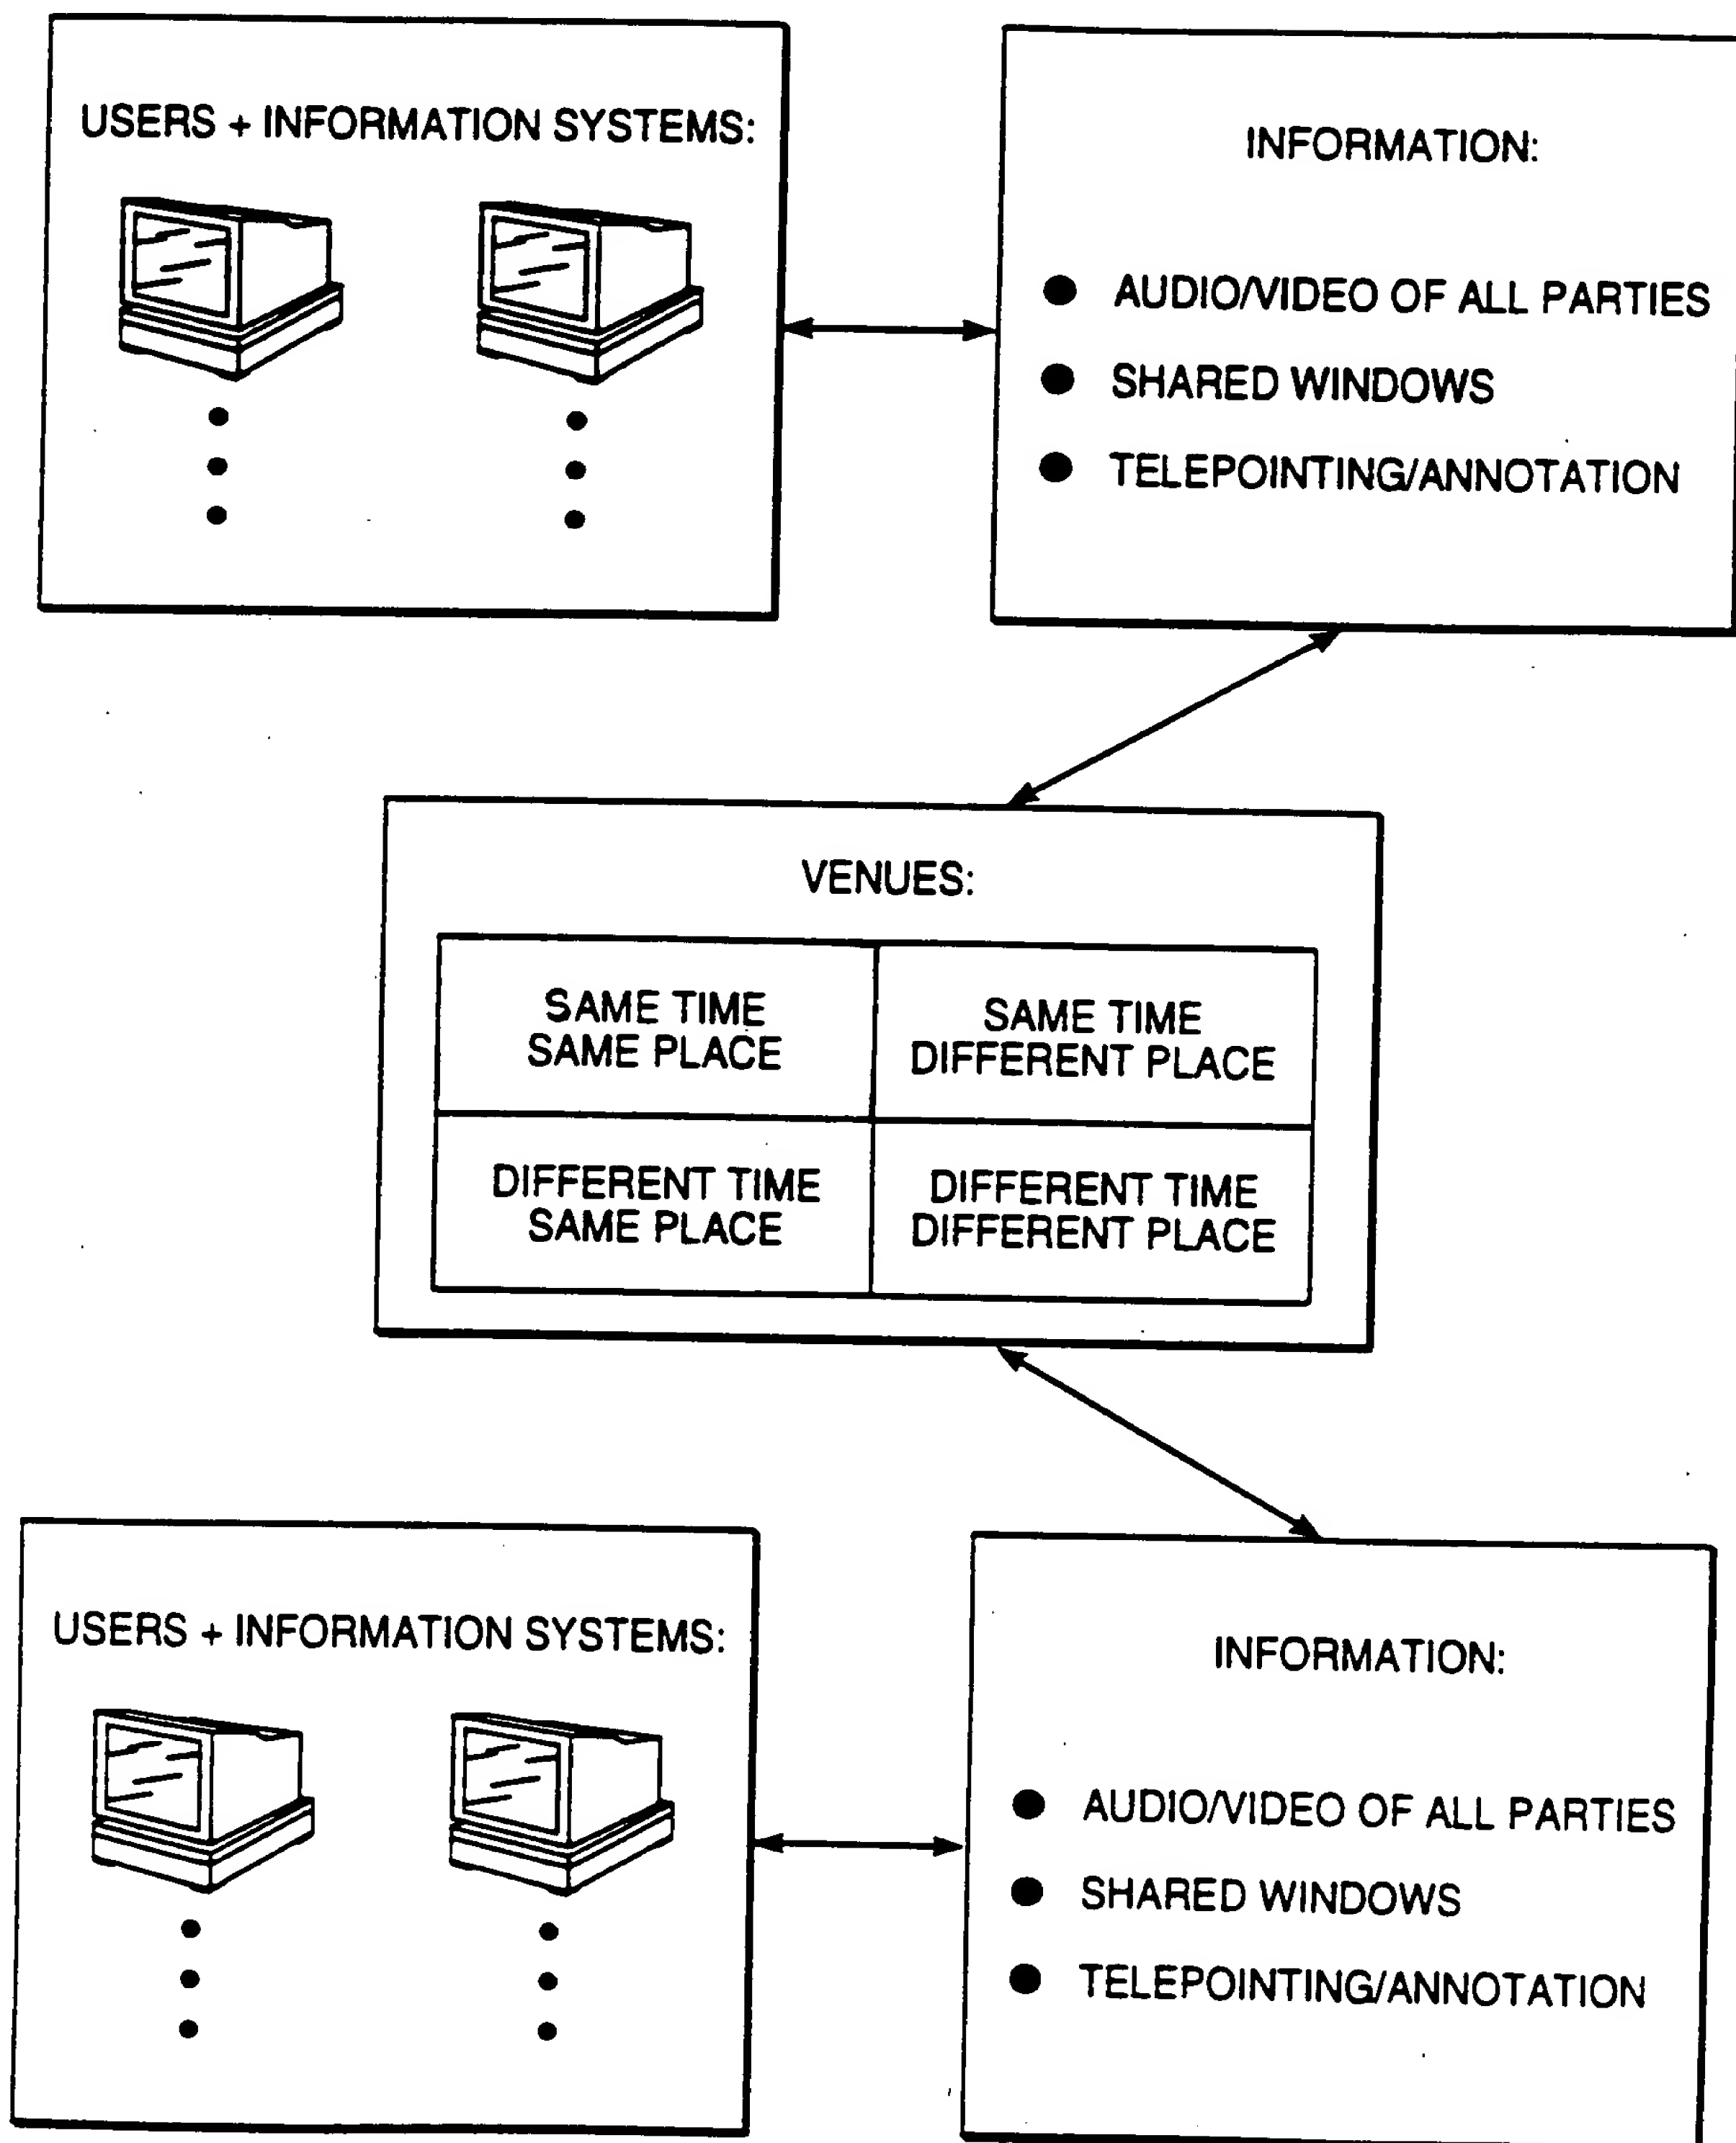 USERS + INFORMATION SYSTEMS:
INFORMATION:
● AUDIO/VIDEO OF ALL PARTIES
● SHARED WINDOWS
● TELEPOINTING/ANNOTATION
VENUES:
SAME TIME
SAME PLACE
SAME TIME
DIFFERENT PLACE
DIFFERENT TIME
SAME PLACE
DIFFERENT TIME
DIFFERENT PLACE
USERS + INFORMATION SYSTEMS:
INFORMATION:
● AUDIO/VIDEO OF ALL PARTIES
● SHARED WINDOWS
● TELEPOINTING/ANNOTATION